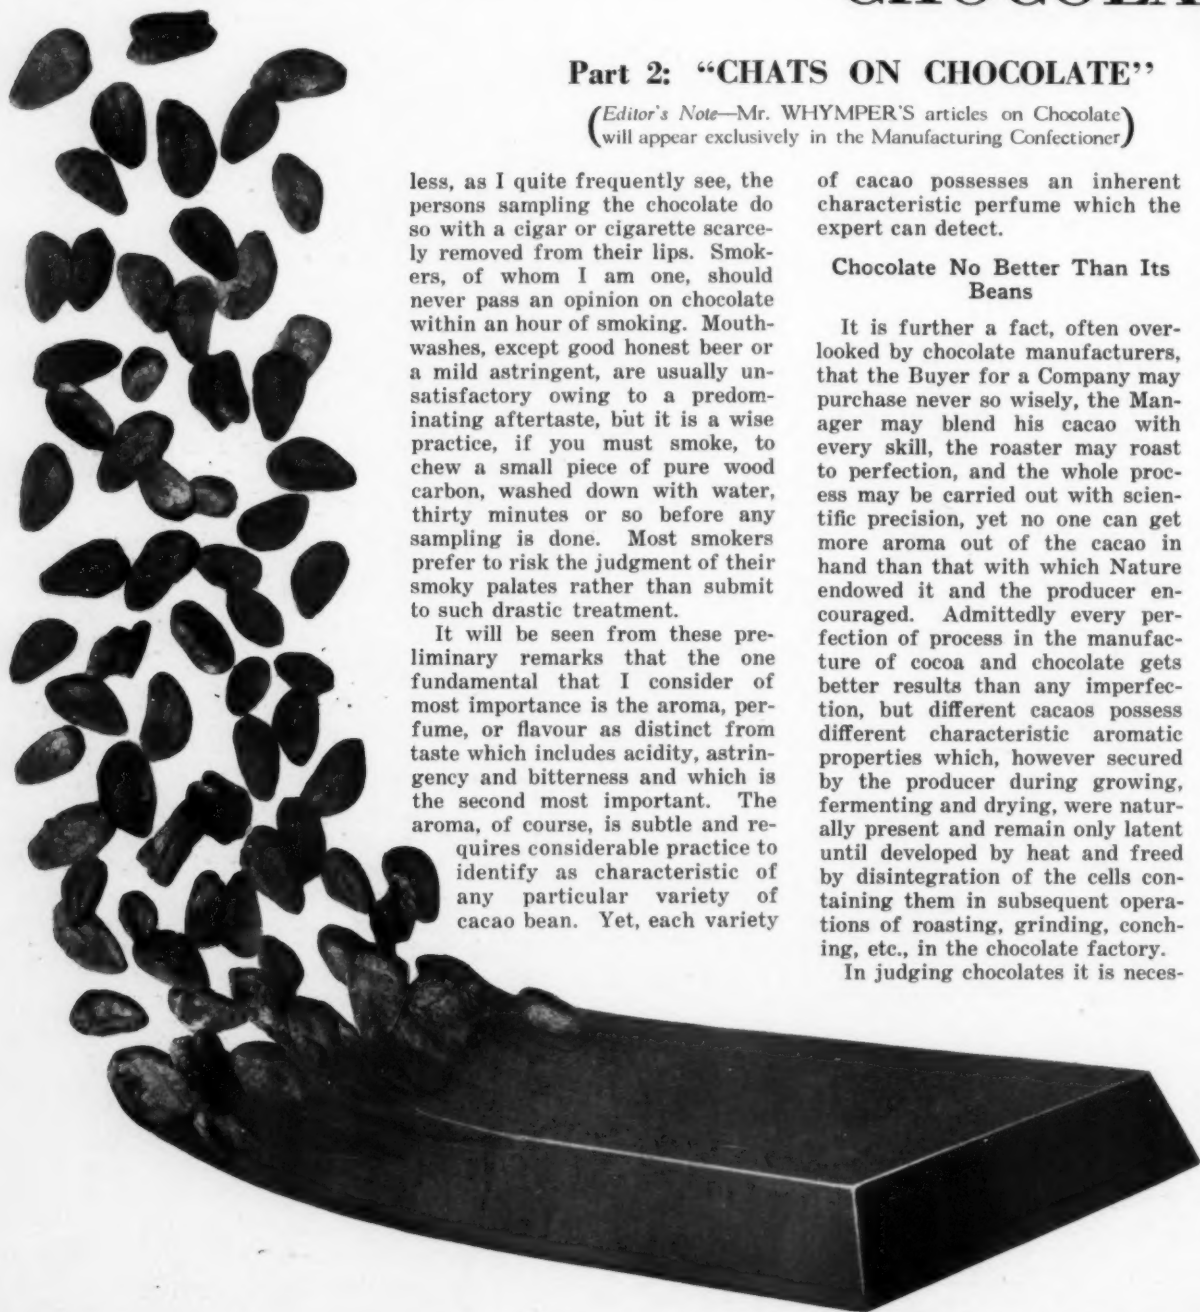 Part 2: “CHATS ON CHOCOLATE”
(Editor's Note—Mr. WHYMPER'S articles on Chocolate
will appear exclusively in the Manufacturing Confectioner)
less, as I quite frequently see, the
persons sampling the chocolate do
so with a cigar or cigarette scarce-
ly removed from their lips. Smok-
ers, of whom I am one, should
never pass an opinion on chocolate
within an hour of smoking. Mouth-
washes, except good honest beer or
a mild astringent, are usually un-
satisfactory owing to a predom-
inating aftertaste, but it is a wise
practice, if you must smoke, to
chew a small piece of pure wood
carbon, washed down with water,
thirty minutes or so before any
sampling is done. Most smokers
prefer to risk the judgment of their
smoky palates rather than submit
to such drastic treatment.
It will be seen from these pre-
liminary remarks that the one
fundamental that I consider of
most importance is the aroma, per-
fume, or flavour as distinct from
taste which includes acidity, astrin-
gency and bitterness and which is
the second most important. The
aroma, of course, is subtle and re-
quires considerable practice to
identify as characteristic of
any particular variety of
cacao bean. Yet, each variety
of cacao possesses an inherent
characteristic perfume which the
expert can detect.
Chocolate No Better Than Its
Beans
It is further a fact, often over-
looked by chocolate manufacturers,
that the Buyer for a Company may
purchase never so wisely, the Man-
ager may blend his cacao with
every skill, the roaster may roast
to perfection, and the whole proc-
ess may be carried out with scien-
tific precision, yet no one can get
more aroma out of the cacao in
hand than that with which Nature
endowed it and the producer en-
couraged. Admittedly every per-
fection of process in the manufac-
ture of cocoa and chocolate gets
better results than any imperfec-
tion, but different cacaos possess
different characteristic aromatic
properties which, however secured
by the producer during growing,
fermenting and drying, were natur-
ally present and remain only latent
until developed by heat and freed
by disintegration of the cells con-
taining them in subsequent opera-
tions of roasting, grinding, conch-
ing, etc., in the chocolate factory.
In judging chocolates it is neces-